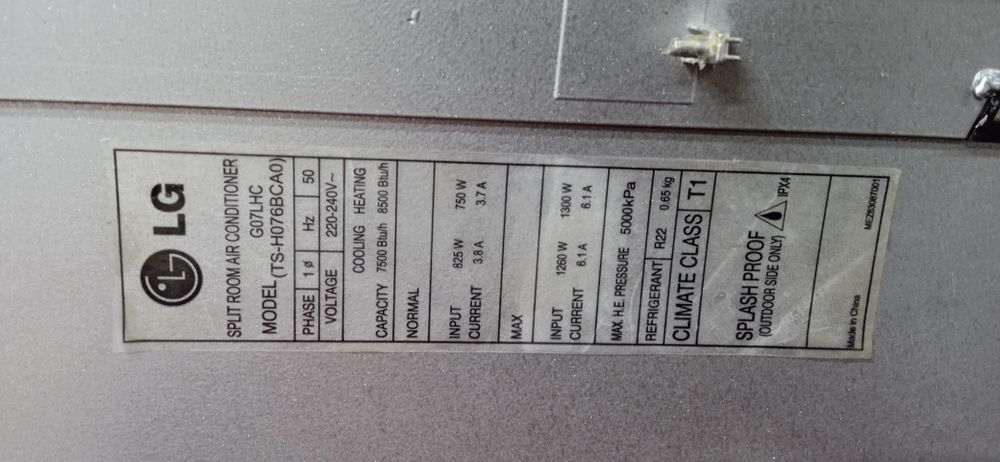 LG
SPLIT ROOM AIR CONDITIONER
G07LHC
MODEL (TS-H076BCA0)
PHASE 1 ø Hz 50
VOLTAGE 220-240V~
COOLING HEATING
CAPACITY 7500 Btu/h 8500 Btu/h
NORMAL
INPUT 825 W 750 W
CURRENT 3.8 A 3.7 A
MAX
INPUT 1260 W 1300 W
CURRENT 6.1 A 6.1 A
MAX. H.E. PRESSURE 5000kPa
REFRIGERANT R22 0.65 kg
CLIMATE CLASS T1
SPLASH PROOF
(OUTDOOR SIDE ONLY) IPX4
Made in China MEZ63087001